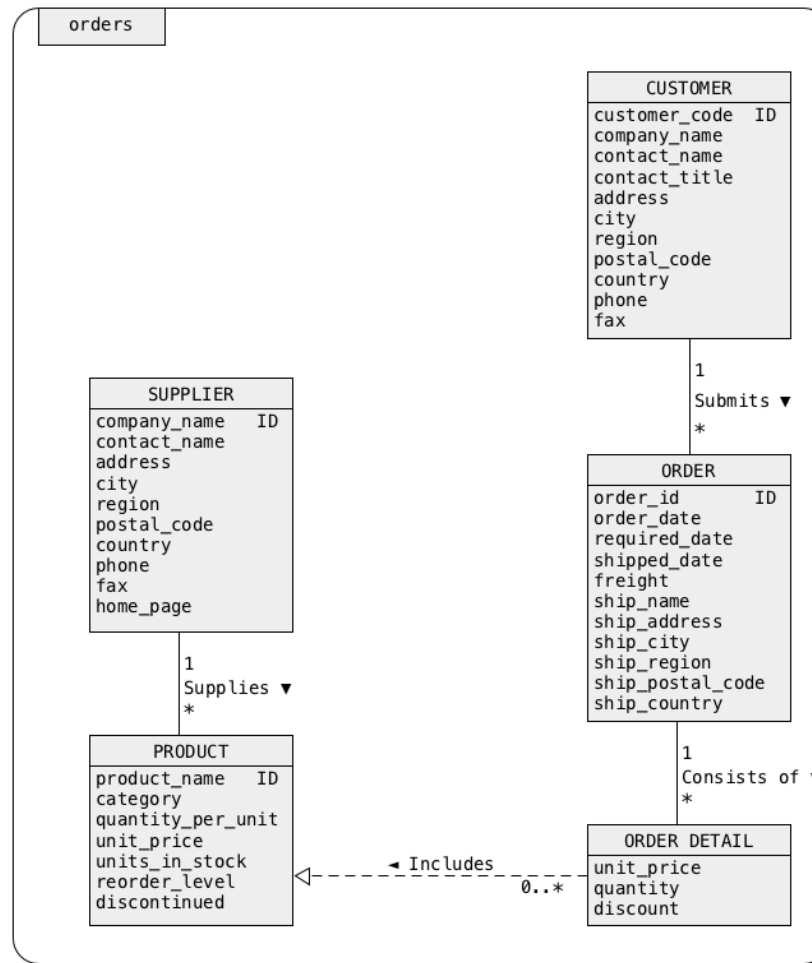 orders
CUSTOMER
customer_code ID
company_name
contact_name
contact_title
address
city
region
postal_code
country
phone
fax
1
Submits ▼
*
SUPPLIER
company_name ID
contact_name
address
city
region
postal_code
country
phone
fax
home_page
1
Supplies ▼
*
ORDER
order_id ID
order_date
required_date
shipped_date
freight
ship_name
ship_address
ship_city
ship_region
ship_postal_code
ship_country
1
Consists of
*
PRODUCT
product_name ID
category
quantity_per_unit
unit_price
units_in_stock
reorder_level
discontinued
◄ Includes
0..*
ORDER DETAIL
unit_price
quantity
discount